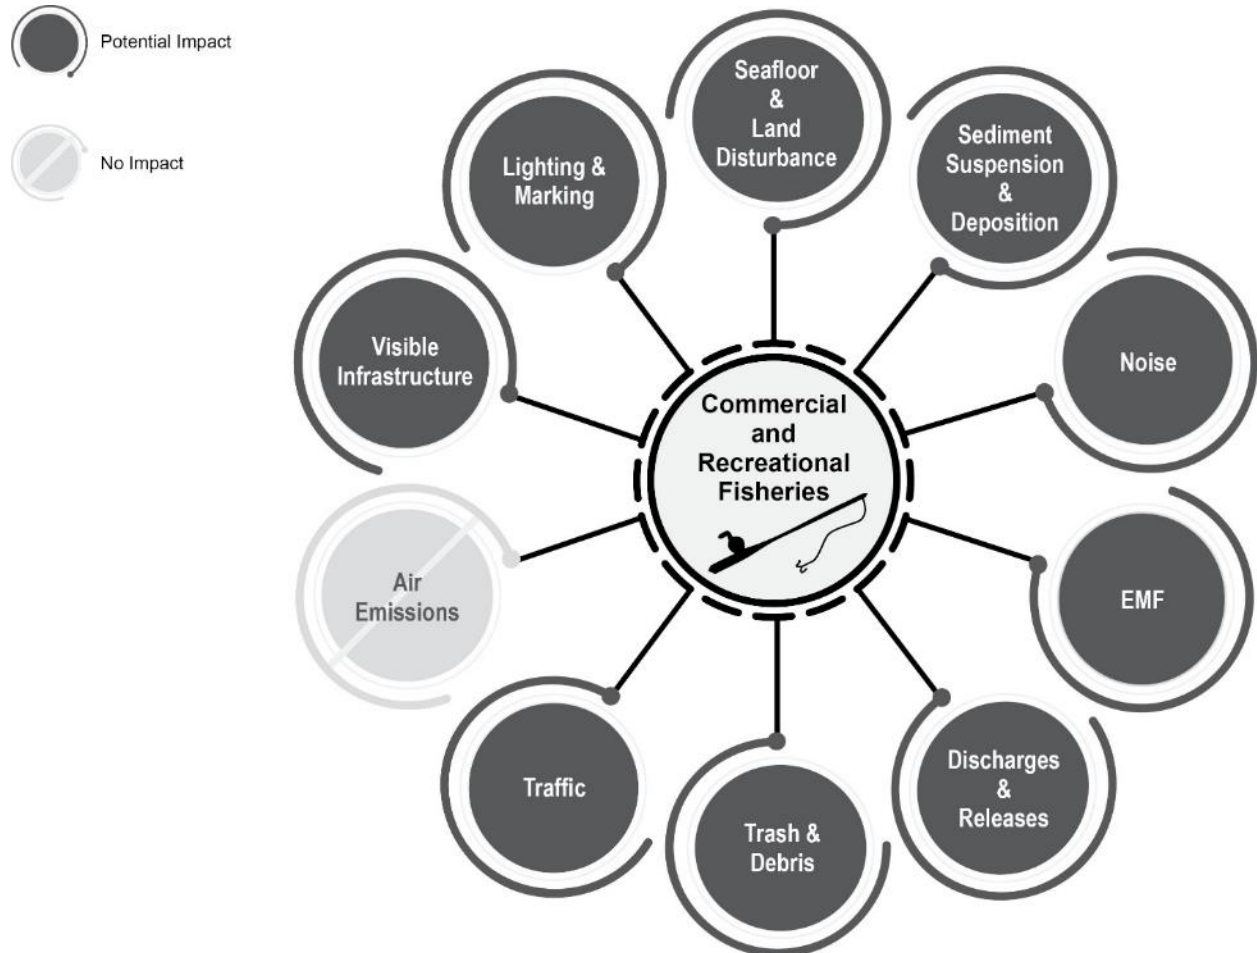 Potential Impact
No Impact
Seafloor
&
Land
Disturbance
Sediment
Suspension
&
Deposition
Noise
EMF
Discharges
&
Releases
Trash &
Debris
Traffic
Air
Emissions
Visible
Infrastructure
Lighting &
Marking
Commercial
and
Recreational
Fisheries